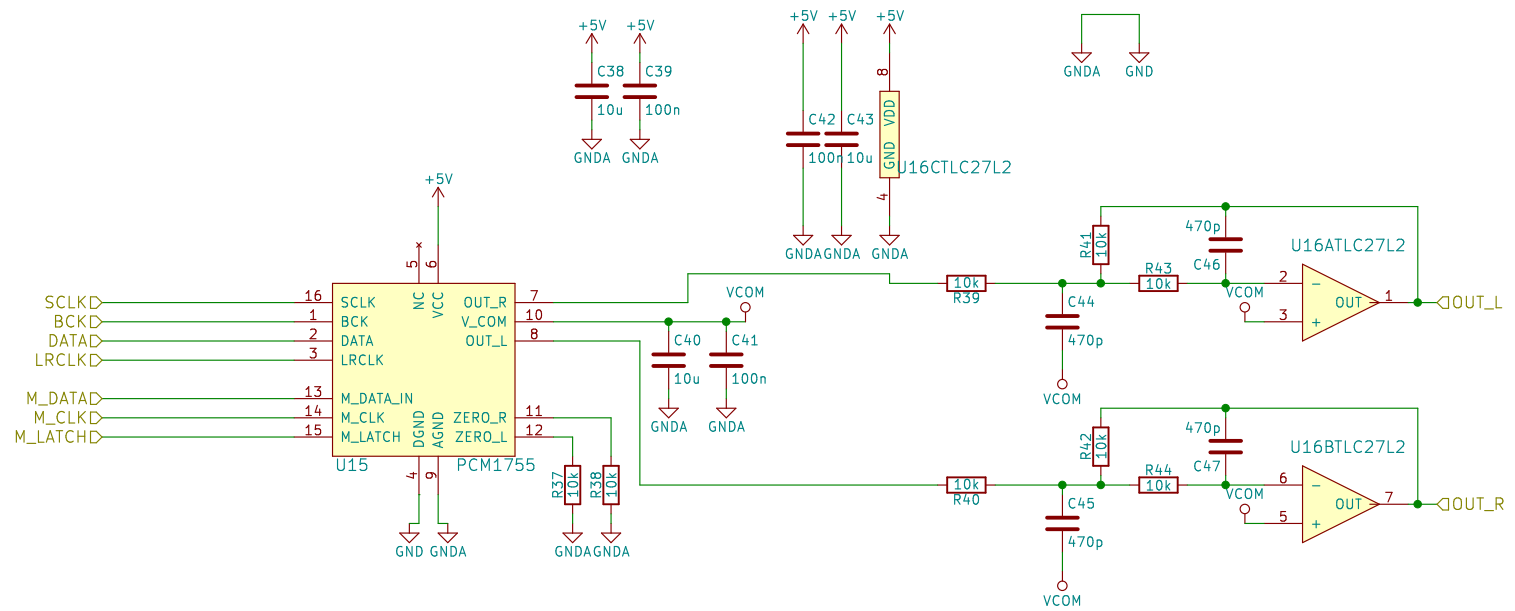 +5V +5V
C38 C39
10u 100n
GNDA GNDA
+5V +5V +5V
8
C42 C43 VDD
100n 10u GND
U16CTLC27L2
4
GNDA GNDA GNDA
GNDA GND
+5V
5 6
NC VCC
SCLK 16 SCLK OUT_R 7
BCK 1 BCK V_COM 10 VCOM
DATA 2 DATA OUT_L 8
LRCLK 3 LRCLK
M_DATA 13 M_DATA_IN
M_CLK 14 M_CLK ZERO_R 11
M_LATCH 15 M_LATCH ZERO_L 12
DGND AGND
U15 PCM1755
4 9
GND GNDA
C40 C41
10u 100n
GNDA GNDA
R37 10k R38 10k
GNDA GNDA
10k
R39
C44
470p
VCOM
R41 10k
R43
10k
470p
C46
U16ATLC27L2
VCOM
2 −
3 +
OUT 1 OUT_L
10k
R40
C45
470p
VCOM
R42 10k
R44
10k
470p
C47
U16BTLC27L2
VCOM
6 −
5 +
OUT 7 OUT_R